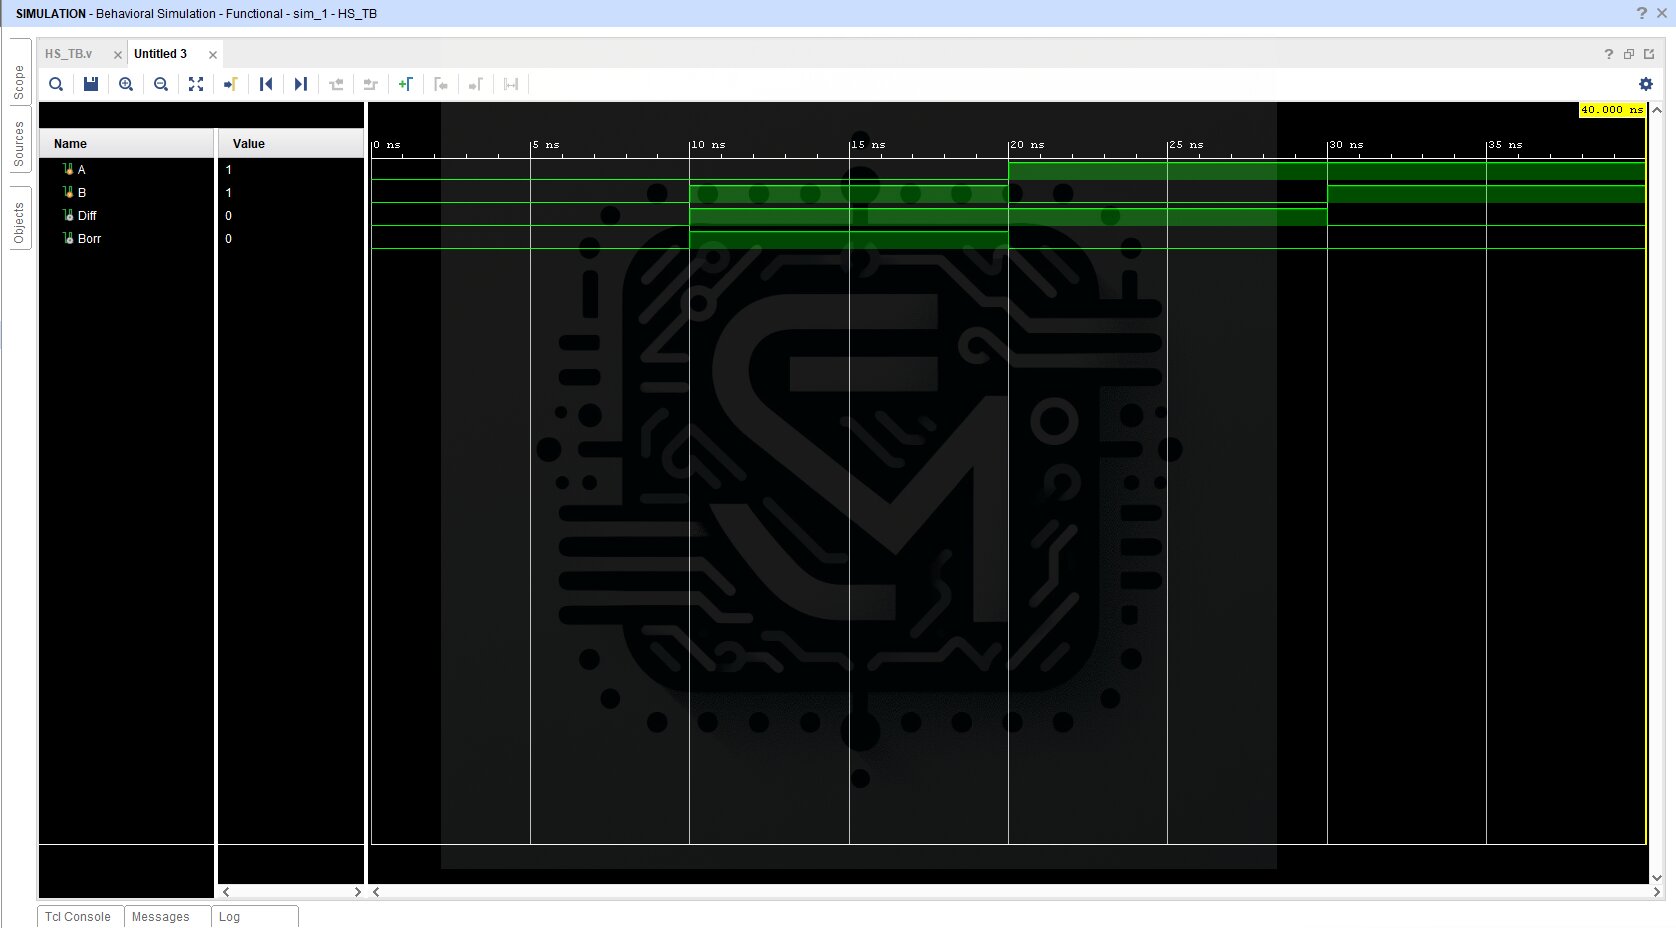 SIMULATION - Behavioral Simulation - Functional - sim_1 - HS_TB
? ×
Scope
Sources
Objects
HS_TB.v × Untitled 3 ×
?
40.000 ns
Name Value
0 ns 5 ns 10 ns 15 ns 20 ns 25 ns 30 ns 35 ns
A 1
B 1
Diff 0
Borr 0
Tcl Console Messages Log